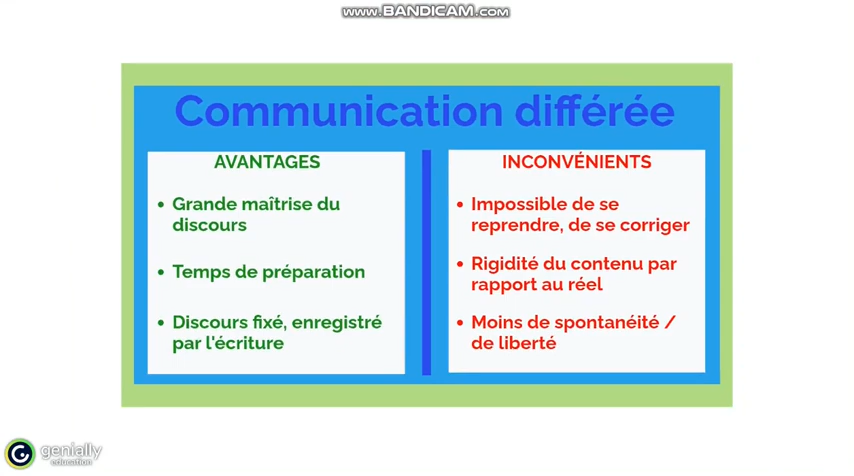 www.BANDICAM.com
Communication différée
AVANTAGES
• Grande maîtrise du
discours
• Temps de préparation
• Discours fixé, enregistré
par l'écriture
INCONVÉNIENTS
• Impossible de se
reprendre, de se corriger
• Rigidité du contenu par
rapport au réel
• Moins de spontanéité /
de liberté
genially
education